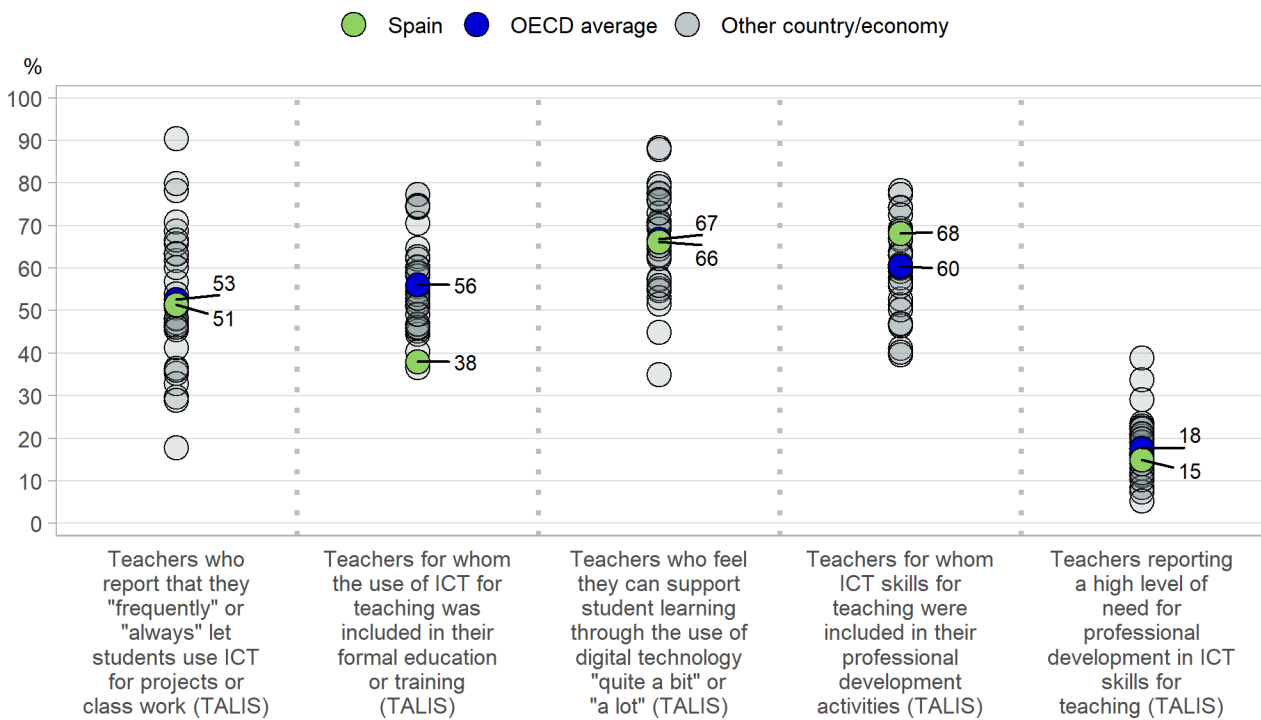 Spain OECD average Other country/economy
%
100
90
80
70
60
50
40
30
20
10
0
53
51
56
38
67
66
68
60
18
15
Teachers who
report that they
"frequently" or
"always" let
students use ICT
for projects or
class work (TALIS)
Teachers for whom
the use of ICT for
teaching was
included in their
formal education
or training
(TALIS)
Teachers who feel
they can support
student learning
through the use of
digital technology
"quite a bit" or
"a lot" (TALIS)
Teachers for whom
ICT skills for
teaching were
included in their
professional
development
activities (TALIS)
Teachers reporting
a high level of
need for
professional
development in ICT
skills for
teaching (TALIS)